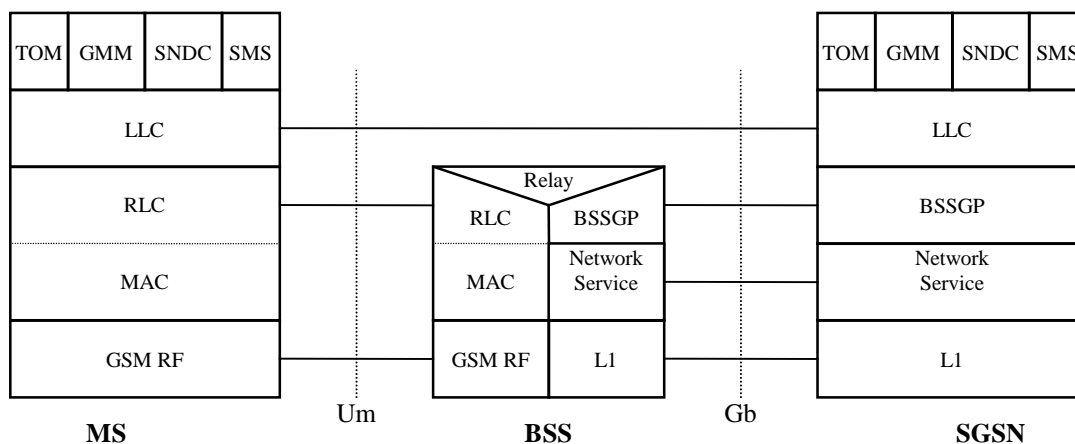 TOM GMM SNDC SMS
TOM GMM SNDC SMS
LLC
LLC
Relay
RLC
RLC
BSSGP
BSSGP
MAC
MAC
Network
Service
Network
Service
GSM RF
GSM RF
L1
L1
Um
Gb
MS
BSS
SGSN